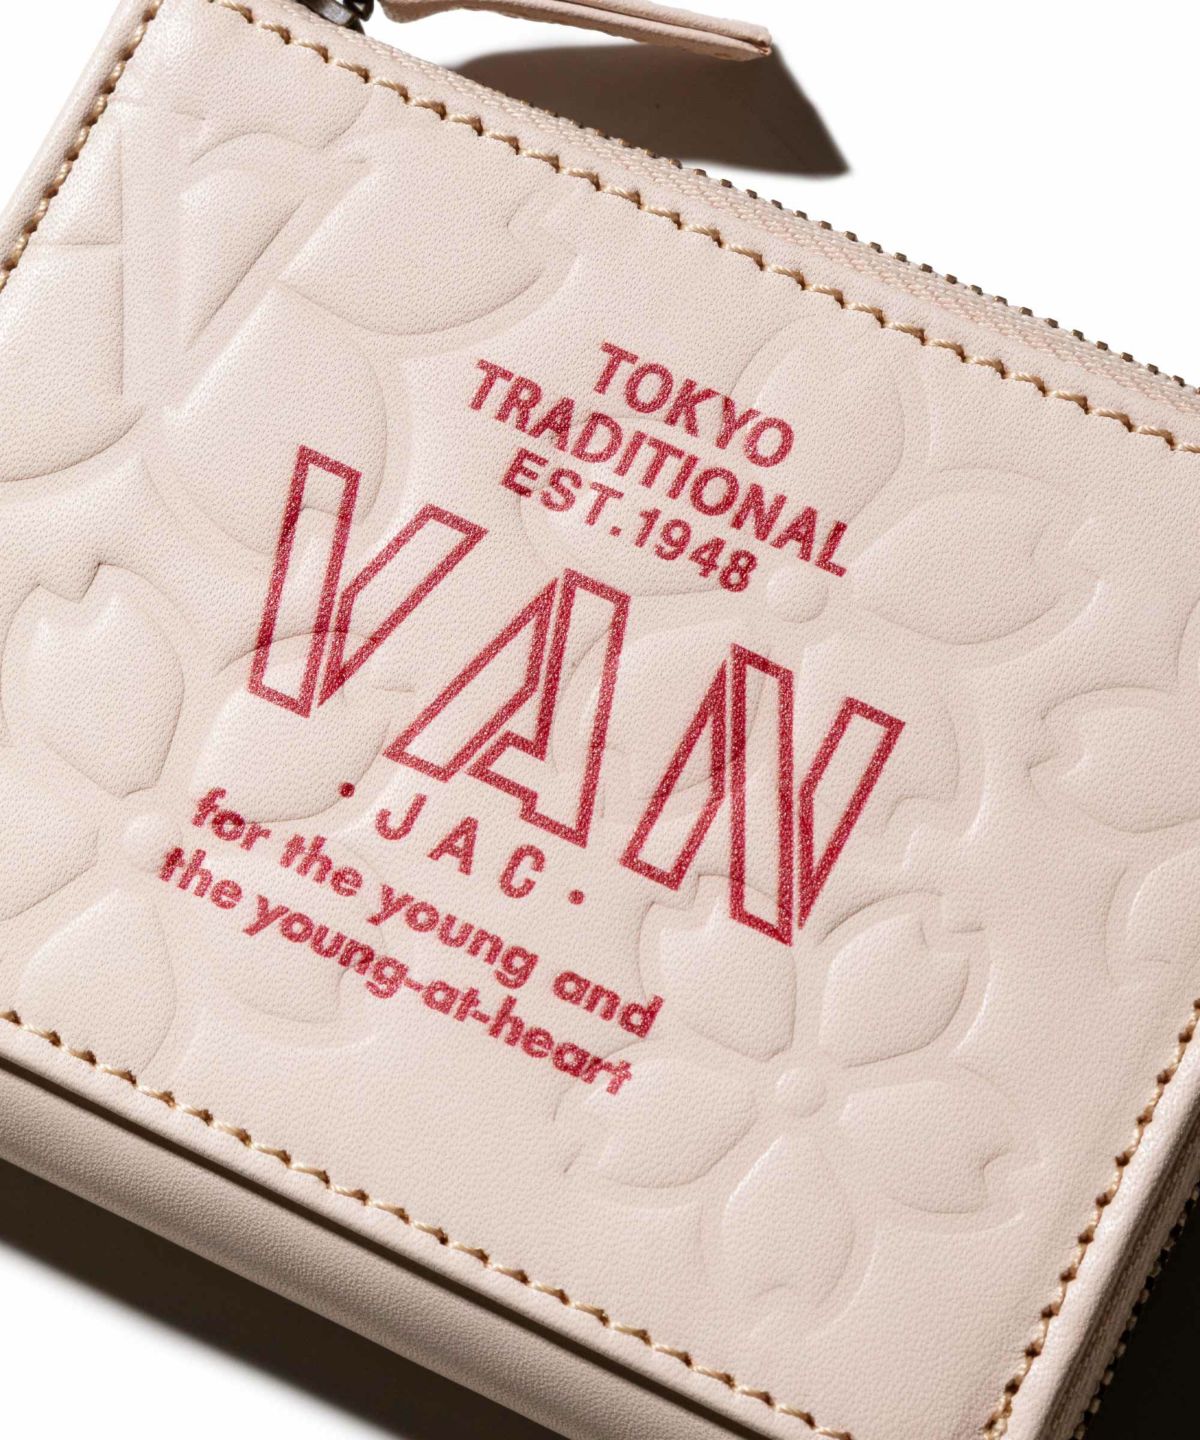 TOKYO
TRADITIONAL
EST.1948
VAN
·JAC·
for the young and
the young-at-heart